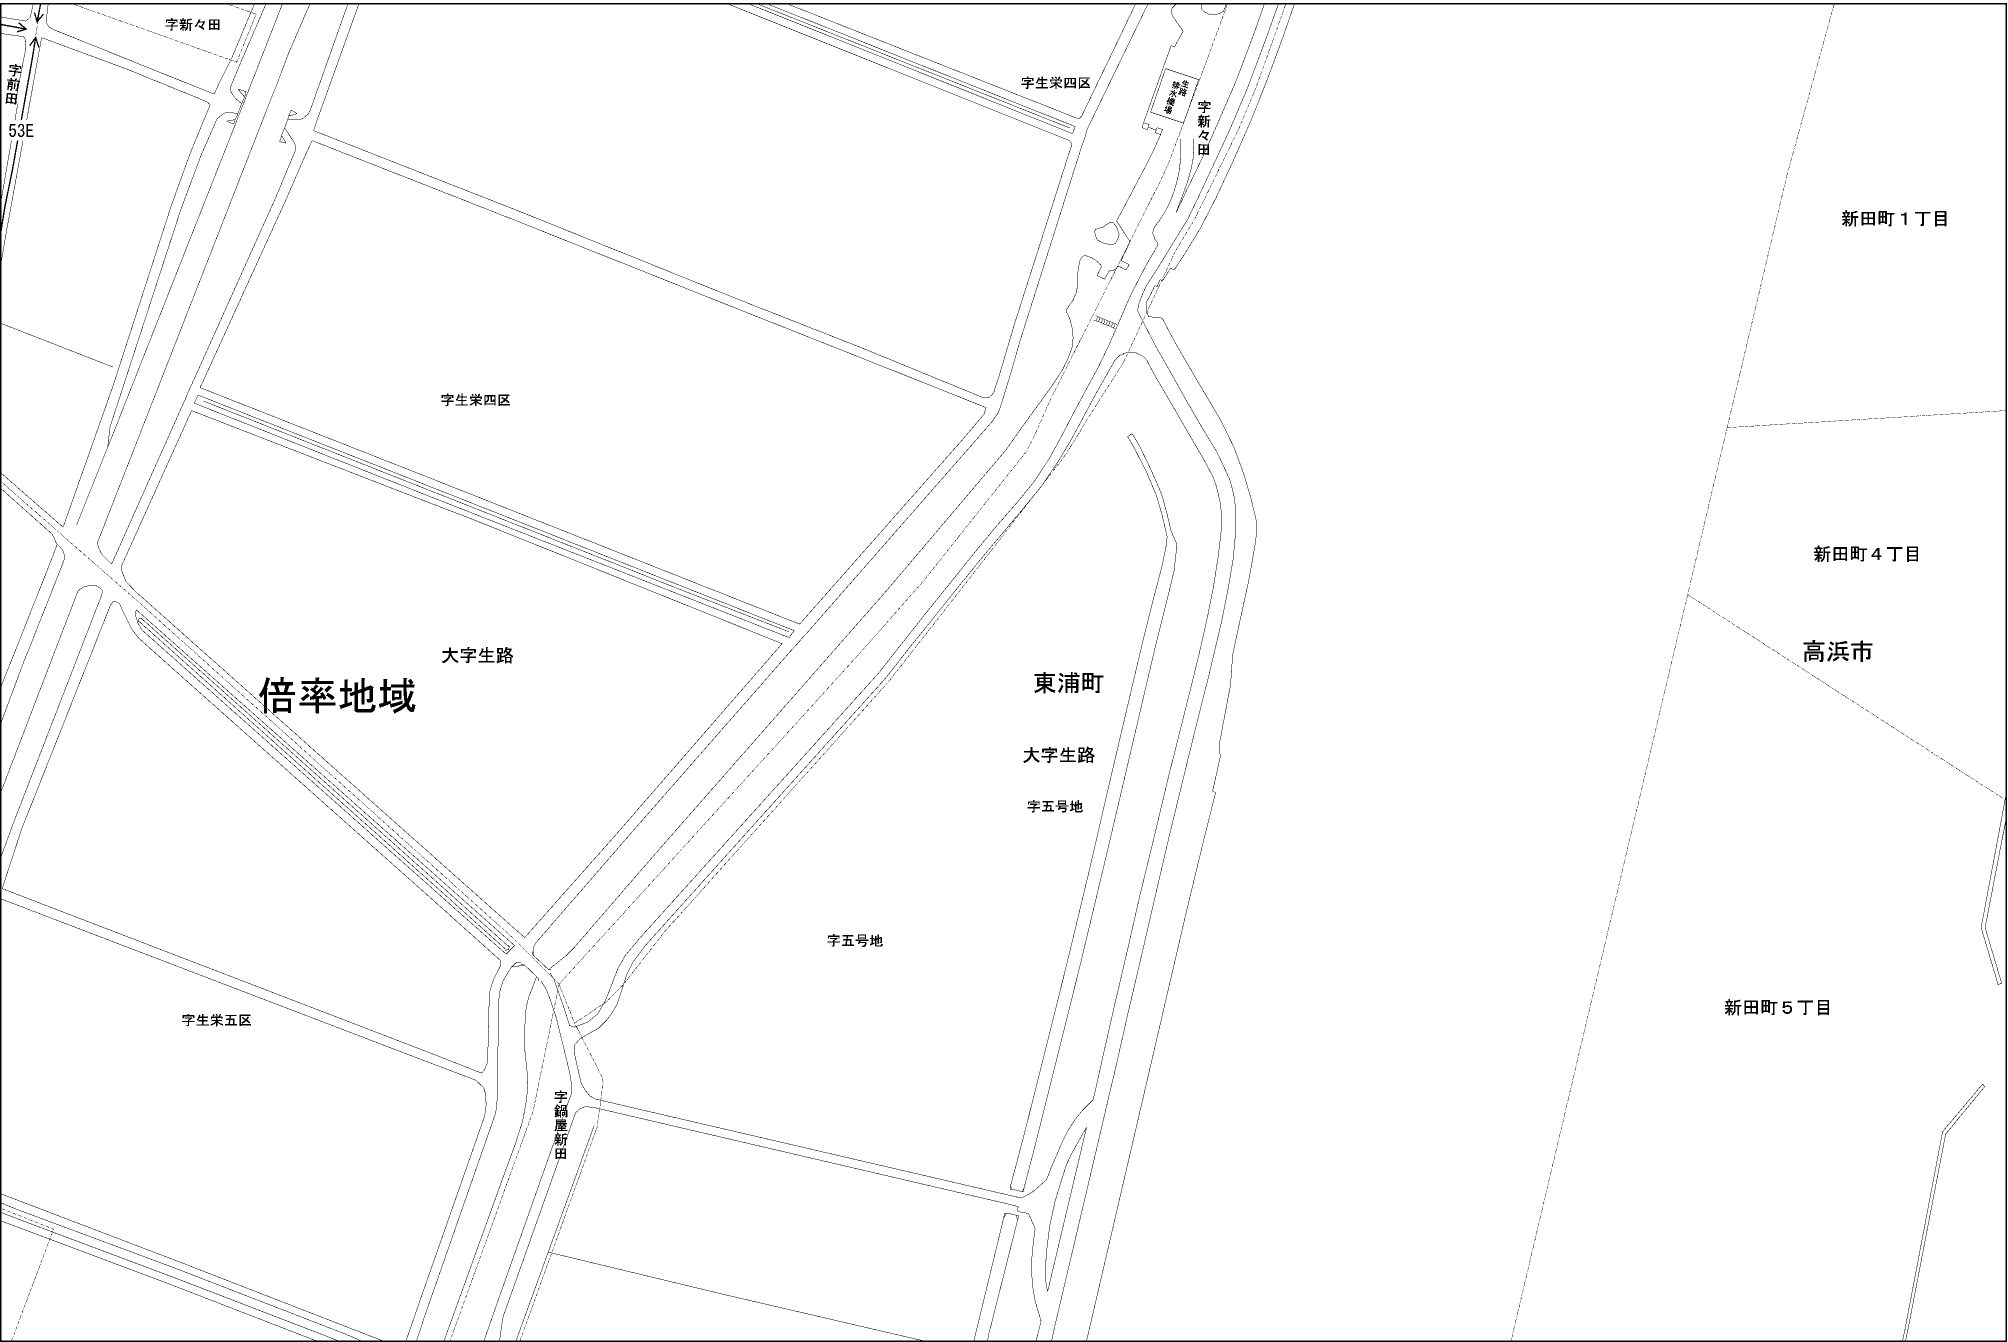 字新々田
字前田
53E
字生栄四区
生路
排水機場
字新々田
新田町１丁目
字生栄四区
新田町４丁目
大字生路
倍率地域
東浦町
高浜市
大字生路
字五号地
字五号地
新田町５丁目
字生栄五区
字鍋屋新田